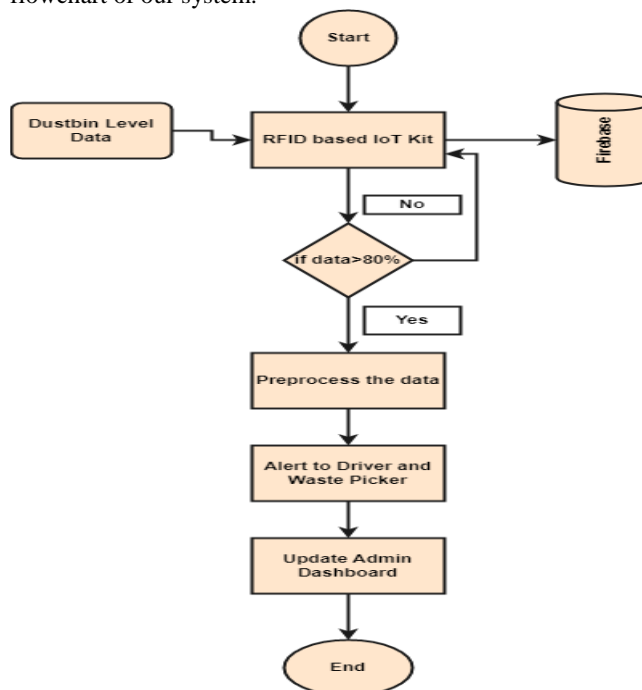 flowchart of our system.
Start
Dustbin Level
Data
RFID based IoT Kit
Firebase
No
if data>80%
Yes
Preprocess the data
Alert to Driver and
Waste Picker
Update Admin
Dashboard
End